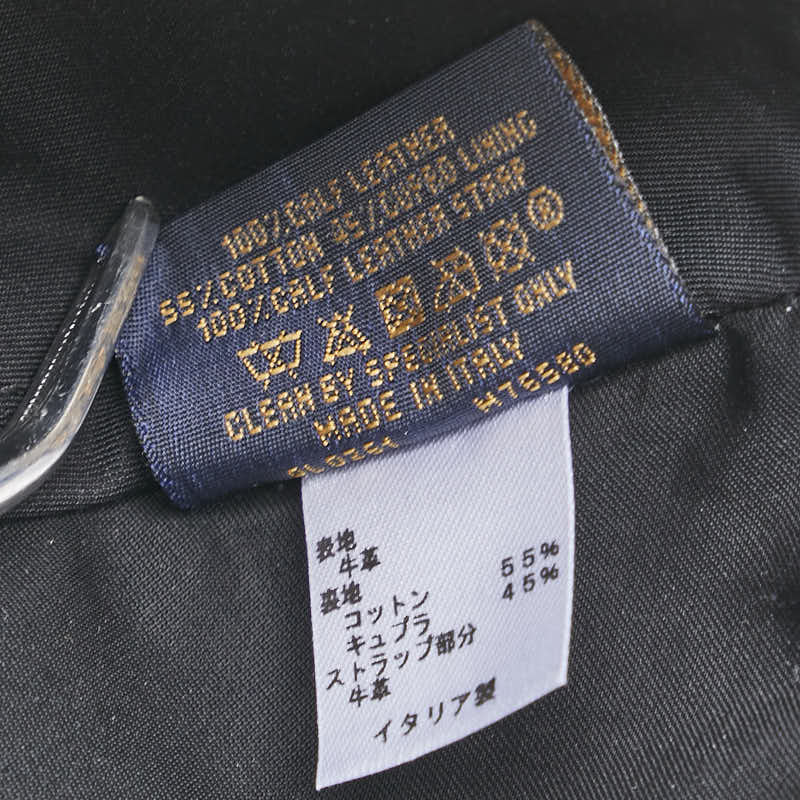 100%CALF LEATHER
55%COTTON 35%CUPRO LINING
100%CALF LEATHER STRAP
CLEAN BY SPECIALIST ONLY
MADE IN ITALY
表地
牛革
裏地
コットン 55%
キュプラ 45%
ストラップ部分
牛革
イタリア製